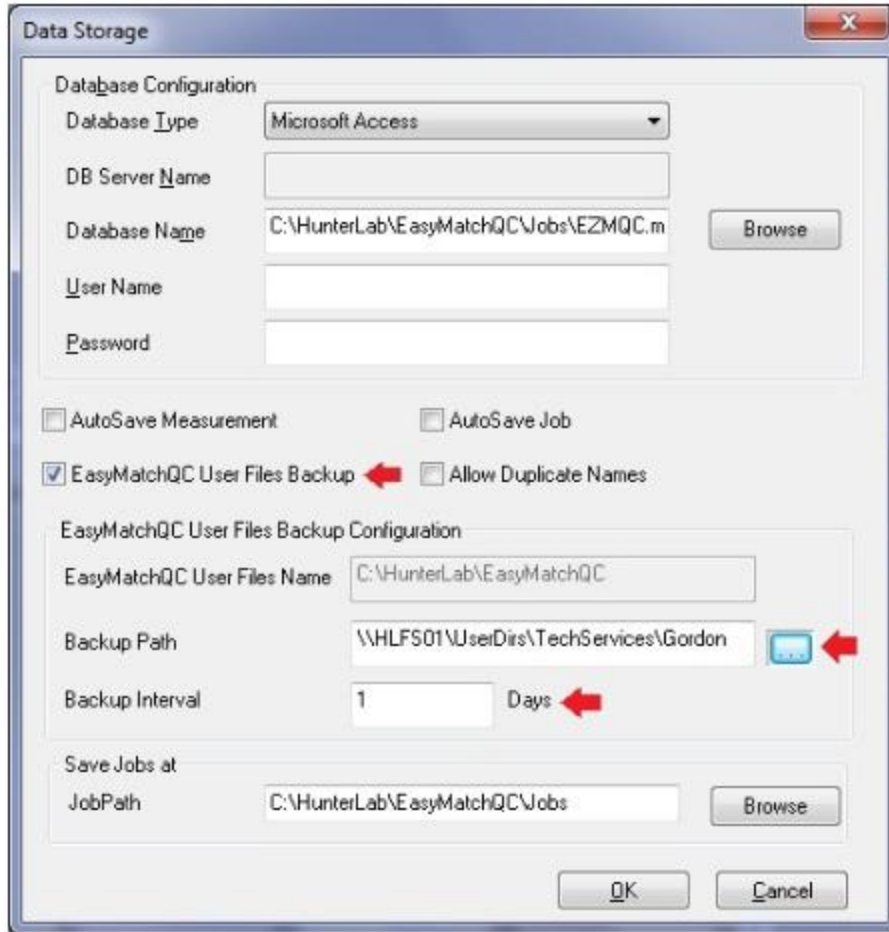 Data Storage
Database Configuration
Database Type Microsoft Access
DB Server Name
Database Name C:\HunterLab\EasyMatchQC\Jobs\EZMQC.m Browse
User Name
Password
AutoSave Measurement AutoSave Job
EasyMatchQC User Files Backup Allow Duplicate Names
EasyMatchQC User Files Backup Configuration
EasyMatchQC User Files Name C:\HunterLab\EasyMatchQC
Backup Path \\HLFS01\UserDirs\TechServices\Gordon ...
Backup Interval 1 Days
Save Jobs at
JobPath C:\HunterLab\EasyMatchQC\Jobs Browse
OK Cancel